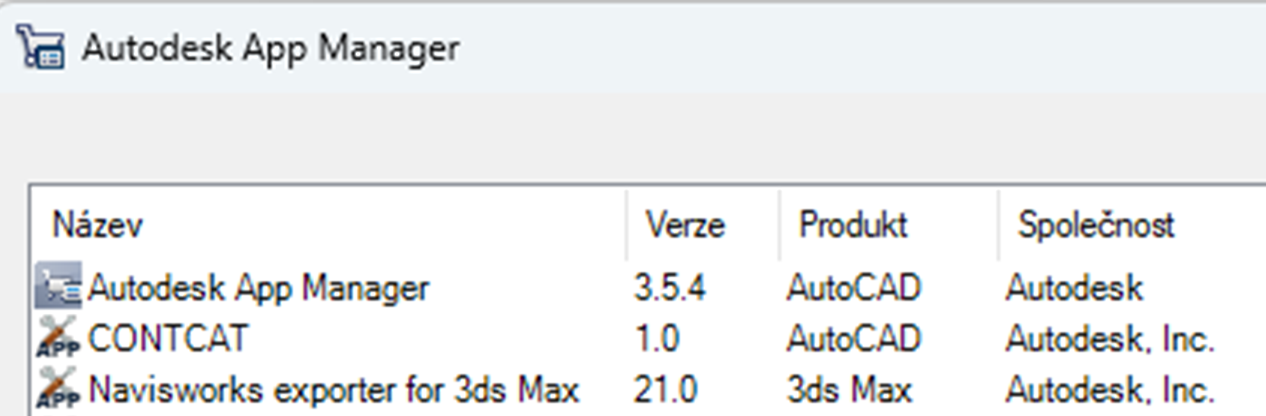 Autodesk App Manager
Název Verze Produkt Společnost
Autodesk App Manager 3.5.4 AutoCAD Autodesk
APP CONTCAT 1.0 AutoCAD Autodesk, Inc.
APP Navisworks exporter for 3ds Max 21.0 3ds Max Autodesk, Inc.